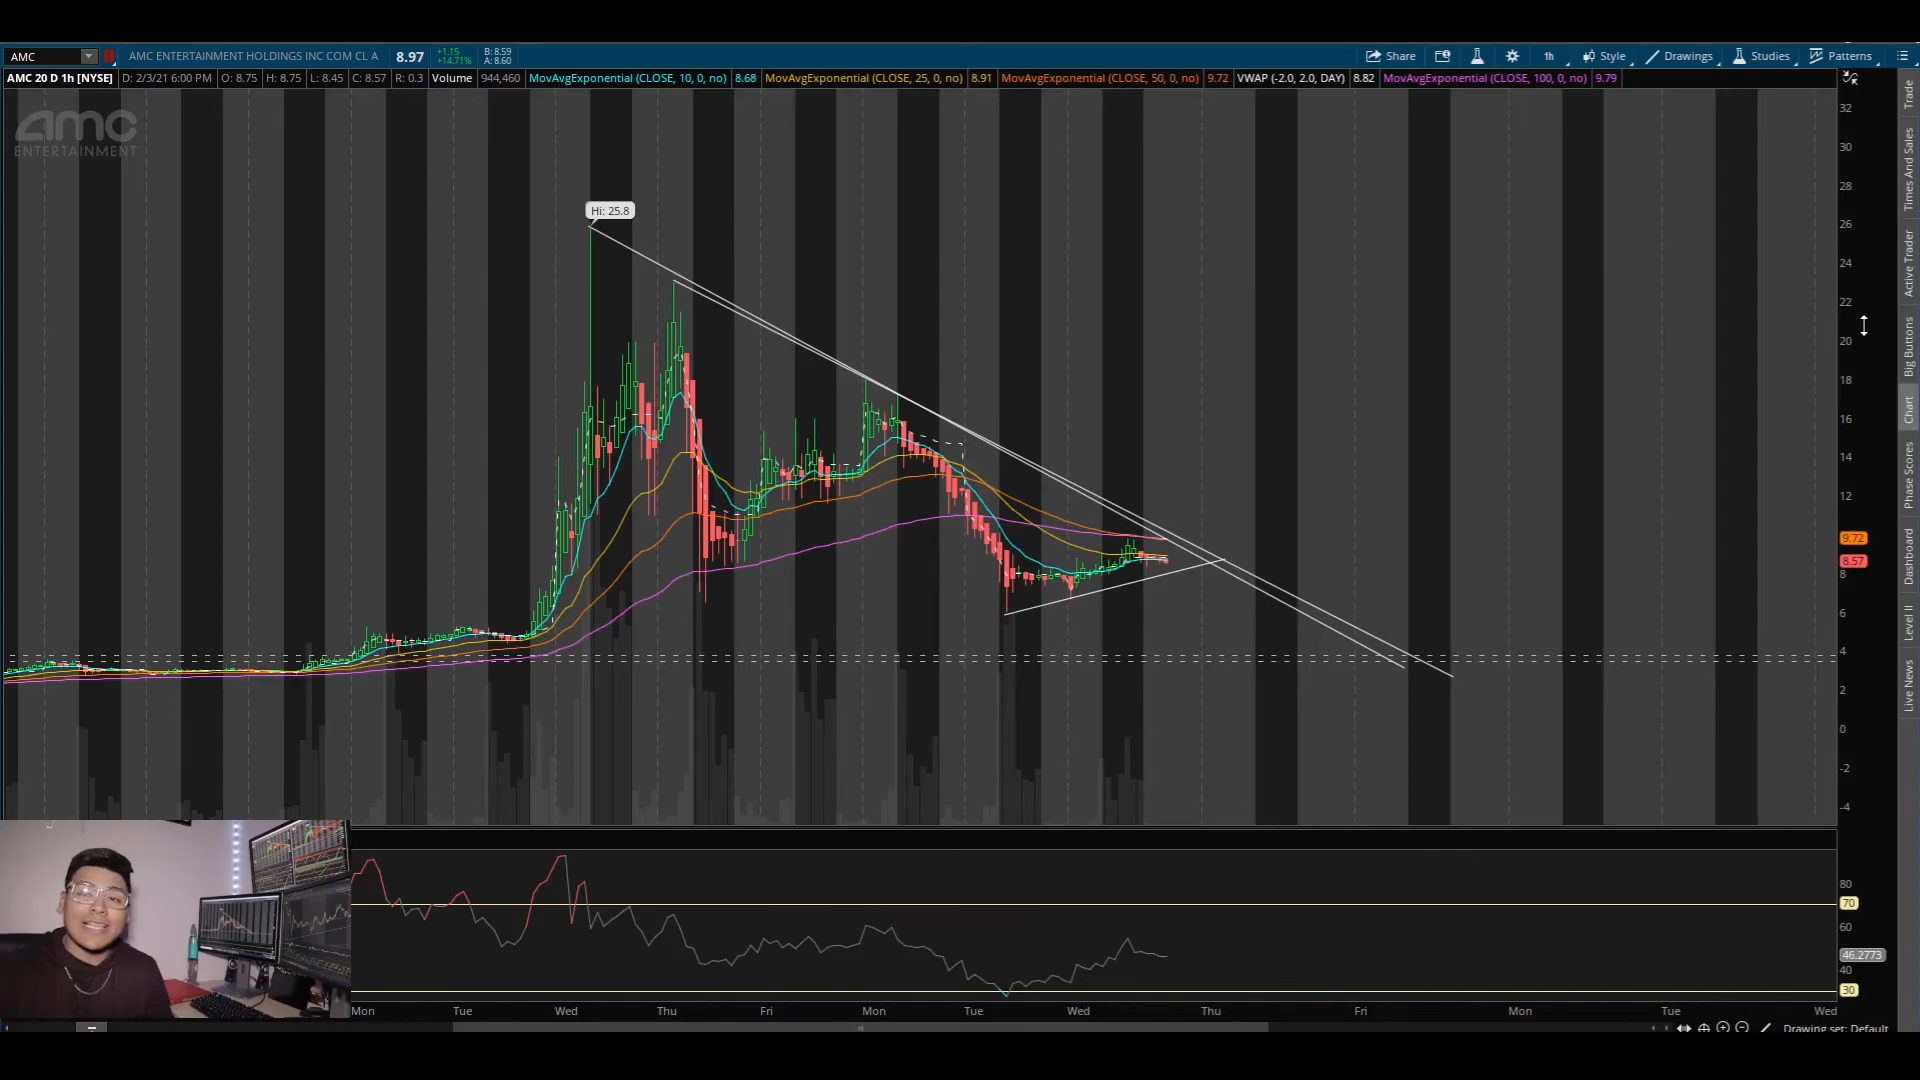 AMC
AMC ENTERTAINMENT HOLDINGS INC COM CL A
8.97
+1.15
+14.71%
B: 8.59
A: 8.60
Share
1h
Style
Drawings
Studies
Patterns
AMC 20 D 1h [NYSE] D: 2/3/21 6:00 PM O: 8.75 H: 8.75 L: 8.45 C: 8.57 R: 0.3 Volume 944,460 MovAvgExponential (CLOSE, 10, 0, no) 8.68 MovAvgExponential (CLOSE, 25, 0, no) 8.91 MovAvgExponential (CLOSE, 50, 0, no) 9.72 VWAP (-2.0, 2.0, DAY) 8.82 MovAvgExponential (CLOSE, 100, 0, no) 9.79
amc
ENTERTAINMENT
Hi: 25.8
32
30
28
26
24
22
20
18
16
14
12
9.72
8.57
8
6
4
2
0
-2
-4
80
70
60
46.2773
40
30
Trade
Times And Sales
Active Trader
Big Buttons
Chart
Phase Scores
Dashboard
Level II
Live News
Mon Tue Wed Thu Fri Mon Tue Wed Thu Fri Mon Tue Wed
Drawing set: Default